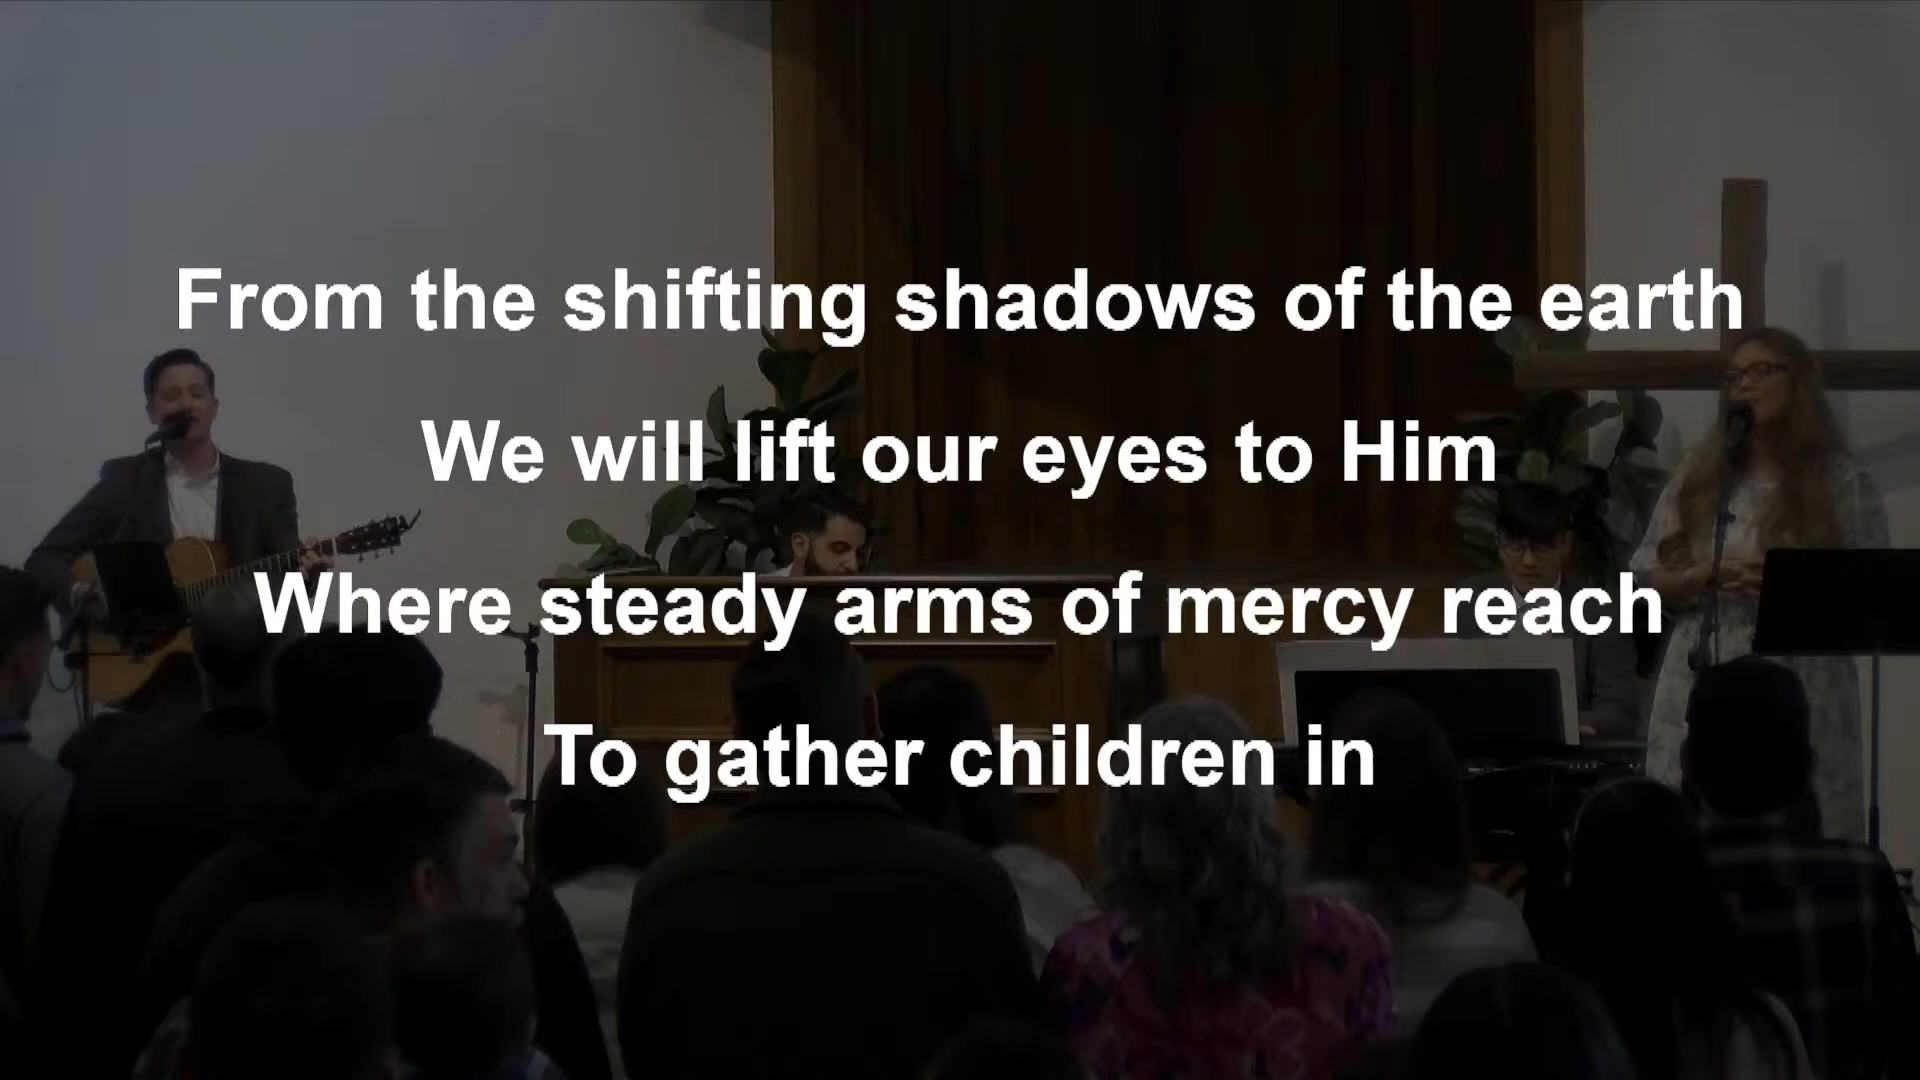 From the shifting shadows of the earth
We will lift our eyes to Him
Where steady arms of mercy reach
To gather children in